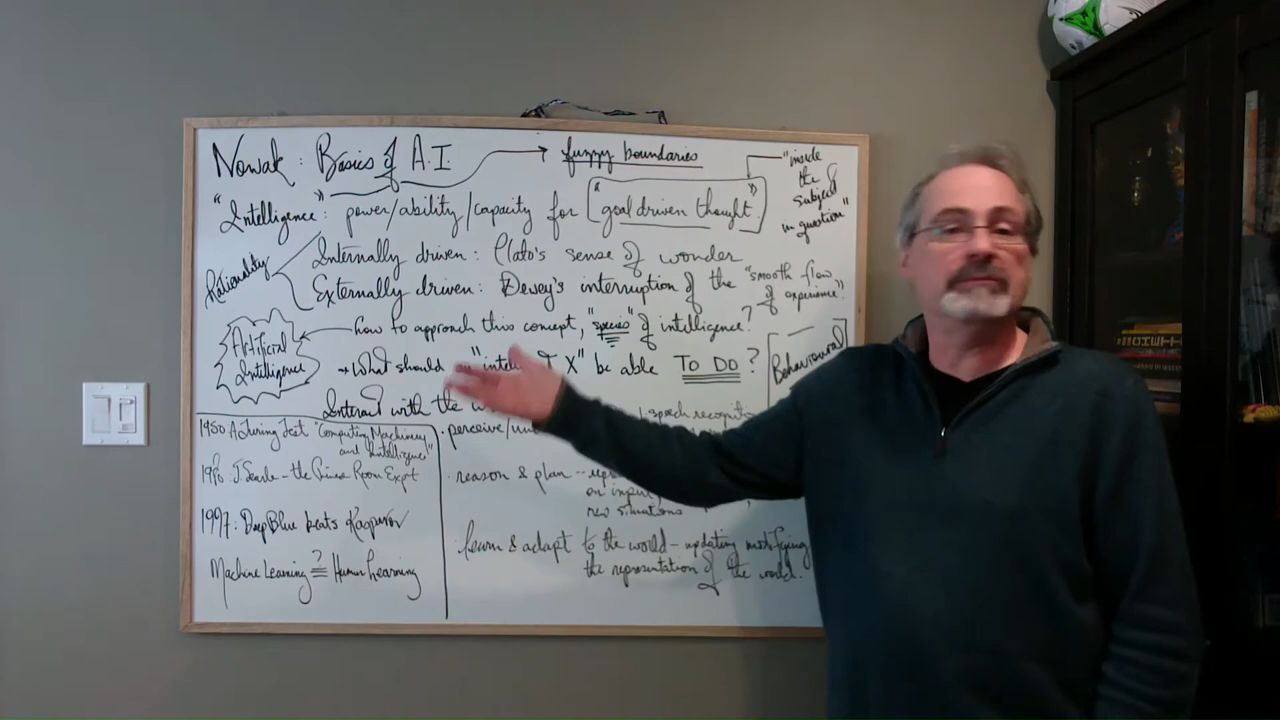 Nowak: Basics of A.I.
fuzzy boundaries
"inside
the
subject
in question"
"Intelligence": power/ability/capacity for "goal driven thought"
Rationality
Internally driven: Plato's sense of wonder
Externally driven: Dewey's interruption of the "smooth flow
of experience".
Artificial
Intelligence
how to approach this concept, "species" of intelligence?
What should X" be able TO DO?
Behavioural
Interact with the
speech
perceive/
reason & plan --
on input
new situations
learn & adapt to the world - updating modifying
the representation of the world.
1950 A Turing Test "Computing Machinery
and Intelligence"
J. Searle - the Chinese Room Expt
1997: Deep Blue beats Kasparov
Machine Learning ?= Human Learning